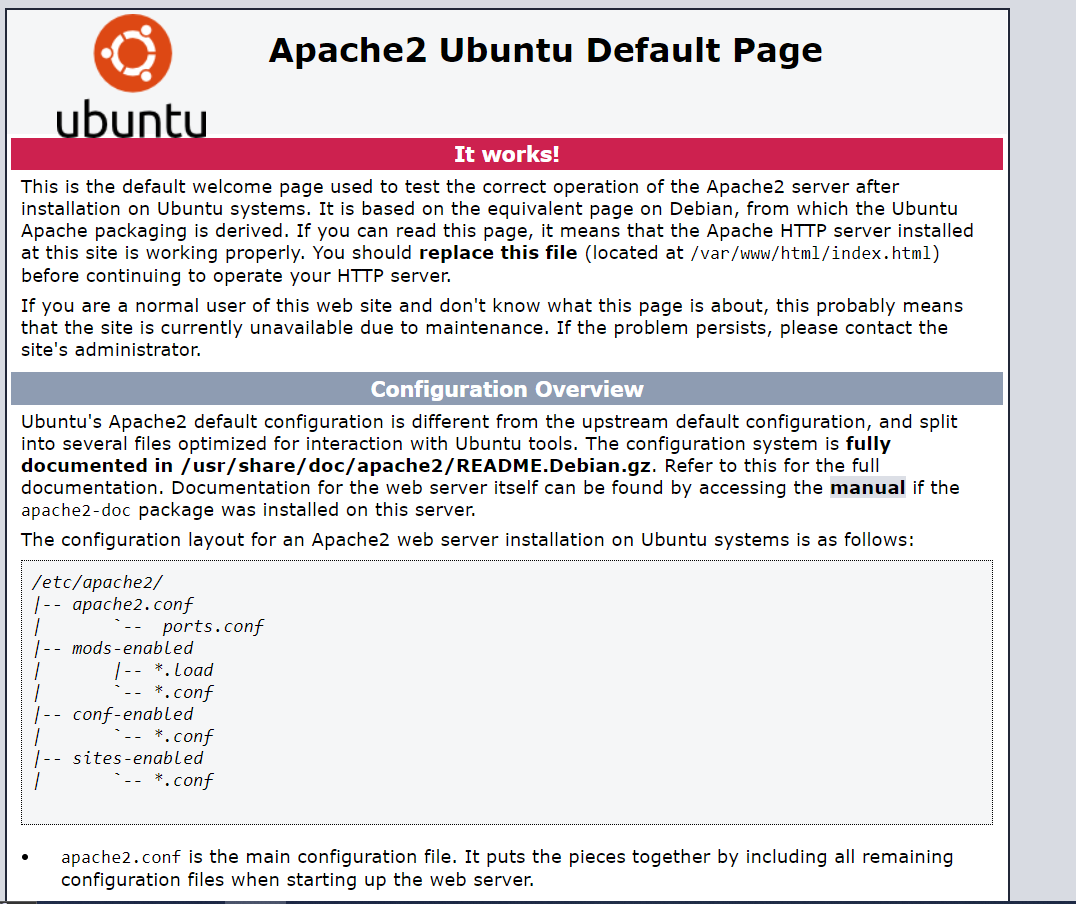 Apache2 Ubuntu Default Page
ubuntu
It works!
This is the default welcome page used to test the correct operation of the Apache2 server after
installation on Ubuntu systems. It is based on the equivalent page on Debian, from which the Ubuntu
Apache packaging is derived. If you can read this page, it means that the Apache HTTP server installed
at this site is working properly. You should replace this file (located at /var/www/html/index.html)
before continuing to operate your HTTP server.
If you are a normal user of this web site and don't know what this page is about, this probably means
that the site is currently unavailable due to maintenance. If the problem persists, please contact the
site's administrator.
Configuration Overview
Ubuntu's Apache2 default configuration is different from the upstream default configuration, and split
into several files optimized for interaction with Ubuntu tools. The configuration system is fully
documented in /usr/share/doc/apache2/README.Debian.gz. Refer to this for the full
documentation. Documentation for the web server itself can be found by accessing the manual if the
apache2-doc package was installed on this server.
The configuration layout for an Apache2 web server installation on Ubuntu systems is as follows:
/etc/apache2/
|-- apache2.conf
|       `--  ports.conf
|-- mods-enabled
|       |-- *.load
|       `-- *.conf
|-- conf-enabled
|       `-- *.conf
|-- sites-enabled
|       `-- *.conf
• apache2.conf is the main configuration file. It puts the pieces together by including all remaining
configuration files when starting up the web server.